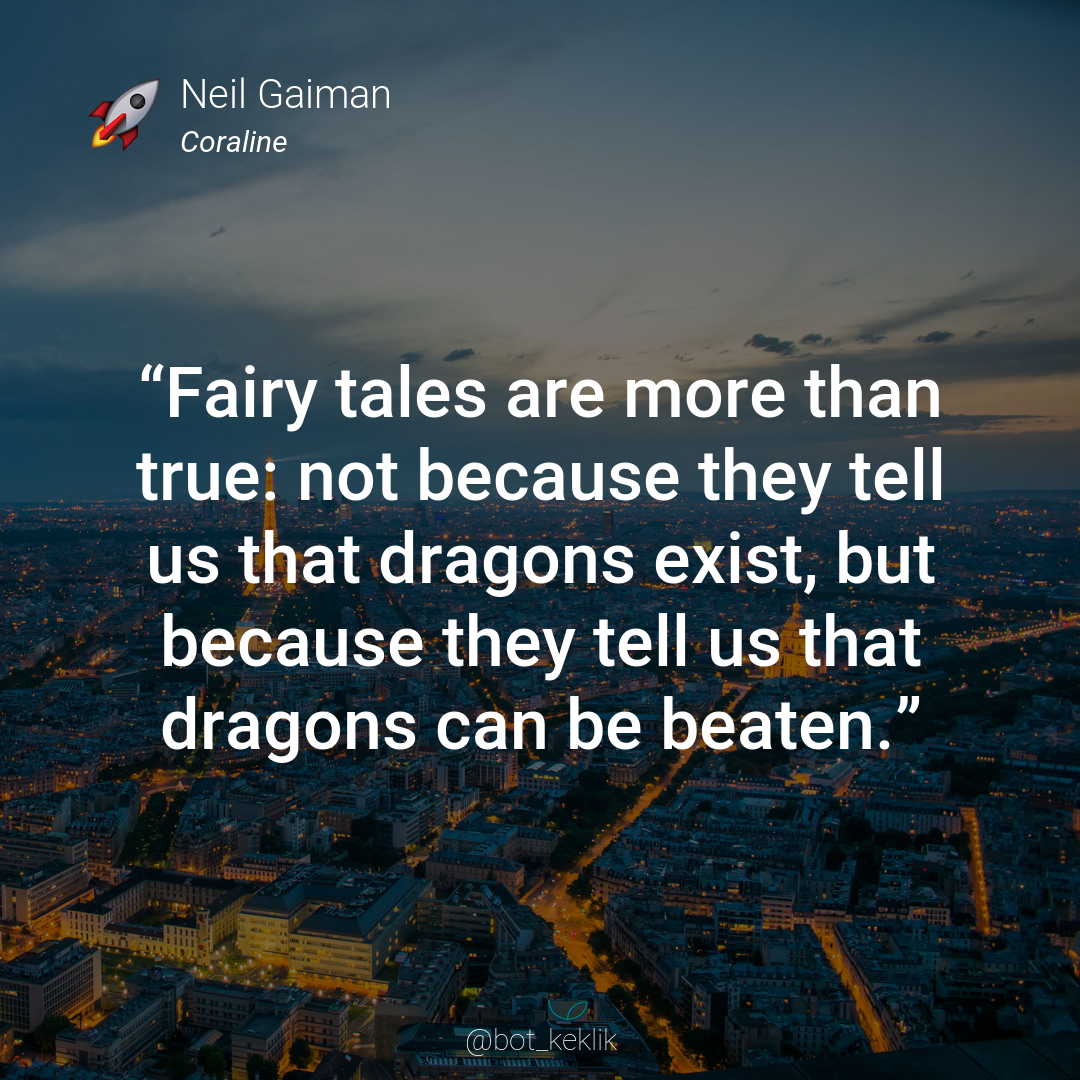 Neil Gaiman
Coraline
“Fairy tales are more than
true: not because they tell
us that dragons exist, but
because they tell us that
dragons can be beaten.”
@bot_keklik